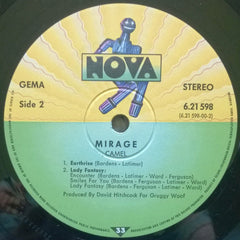 NOVA
GEMA
STEREO
Side 2
6.21 598
(6.21 598-00-2)
MIRAGE
CAMEL
1. Earthrise (Bardens - Latimer)
2. Lady Fantasy:
Encounter (Bardens - Latimer - Ward - Ferguson)
Smiles For You (Bardens - Ferguson - Latimer - Ward)
Lady Fantasy (Bardens - Ferguson - Latimer - Ward)
Produced By David Hitchcock For Gruggy Woof
33